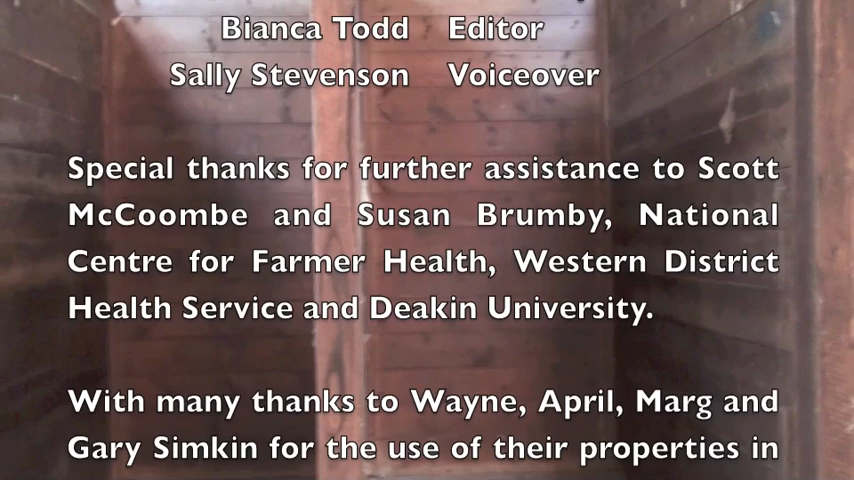 Bianca Todd Editor
Sally Stevenson Voiceover
Special thanks for further assistance to Scott
McCoombe and Susan Brumby, National
Centre for Farmer Health, Western District
Health Service and Deakin University.
With many thanks to Wayne, April, Marg and
Gary Simkin for the use of their properties in